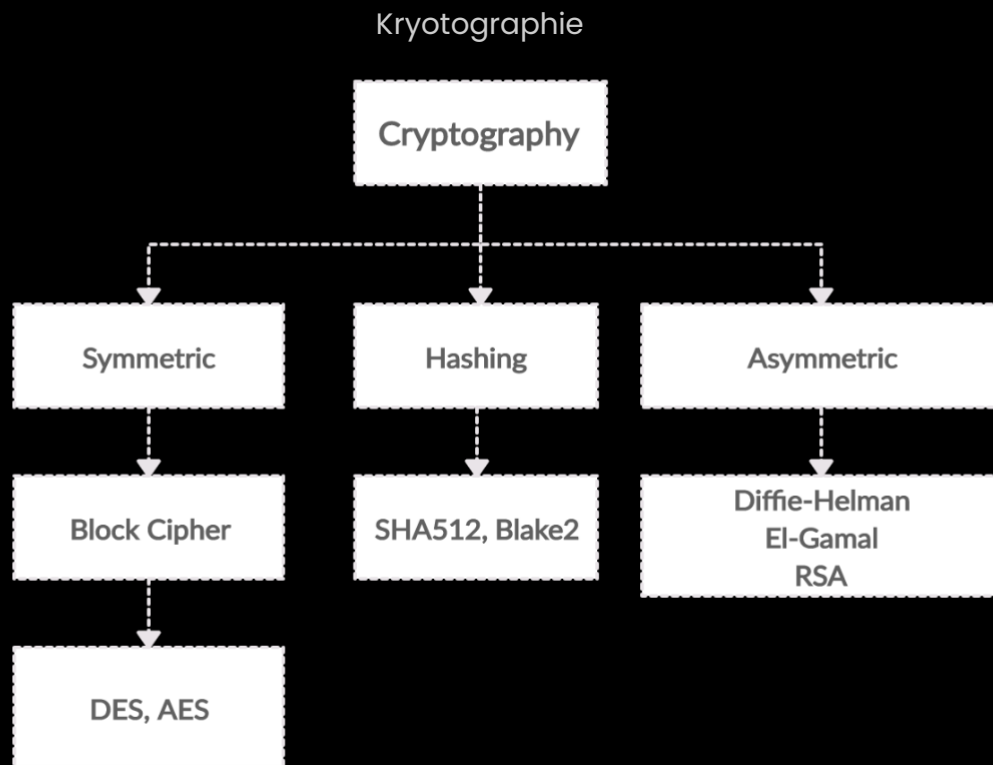 Kryotographie
Cryptography
Symmetric
Hashing
Asymmetric
Block Cipher
SHA512, Blake2
Diffie-Helman
El-Gamal
RSA
DES, AES